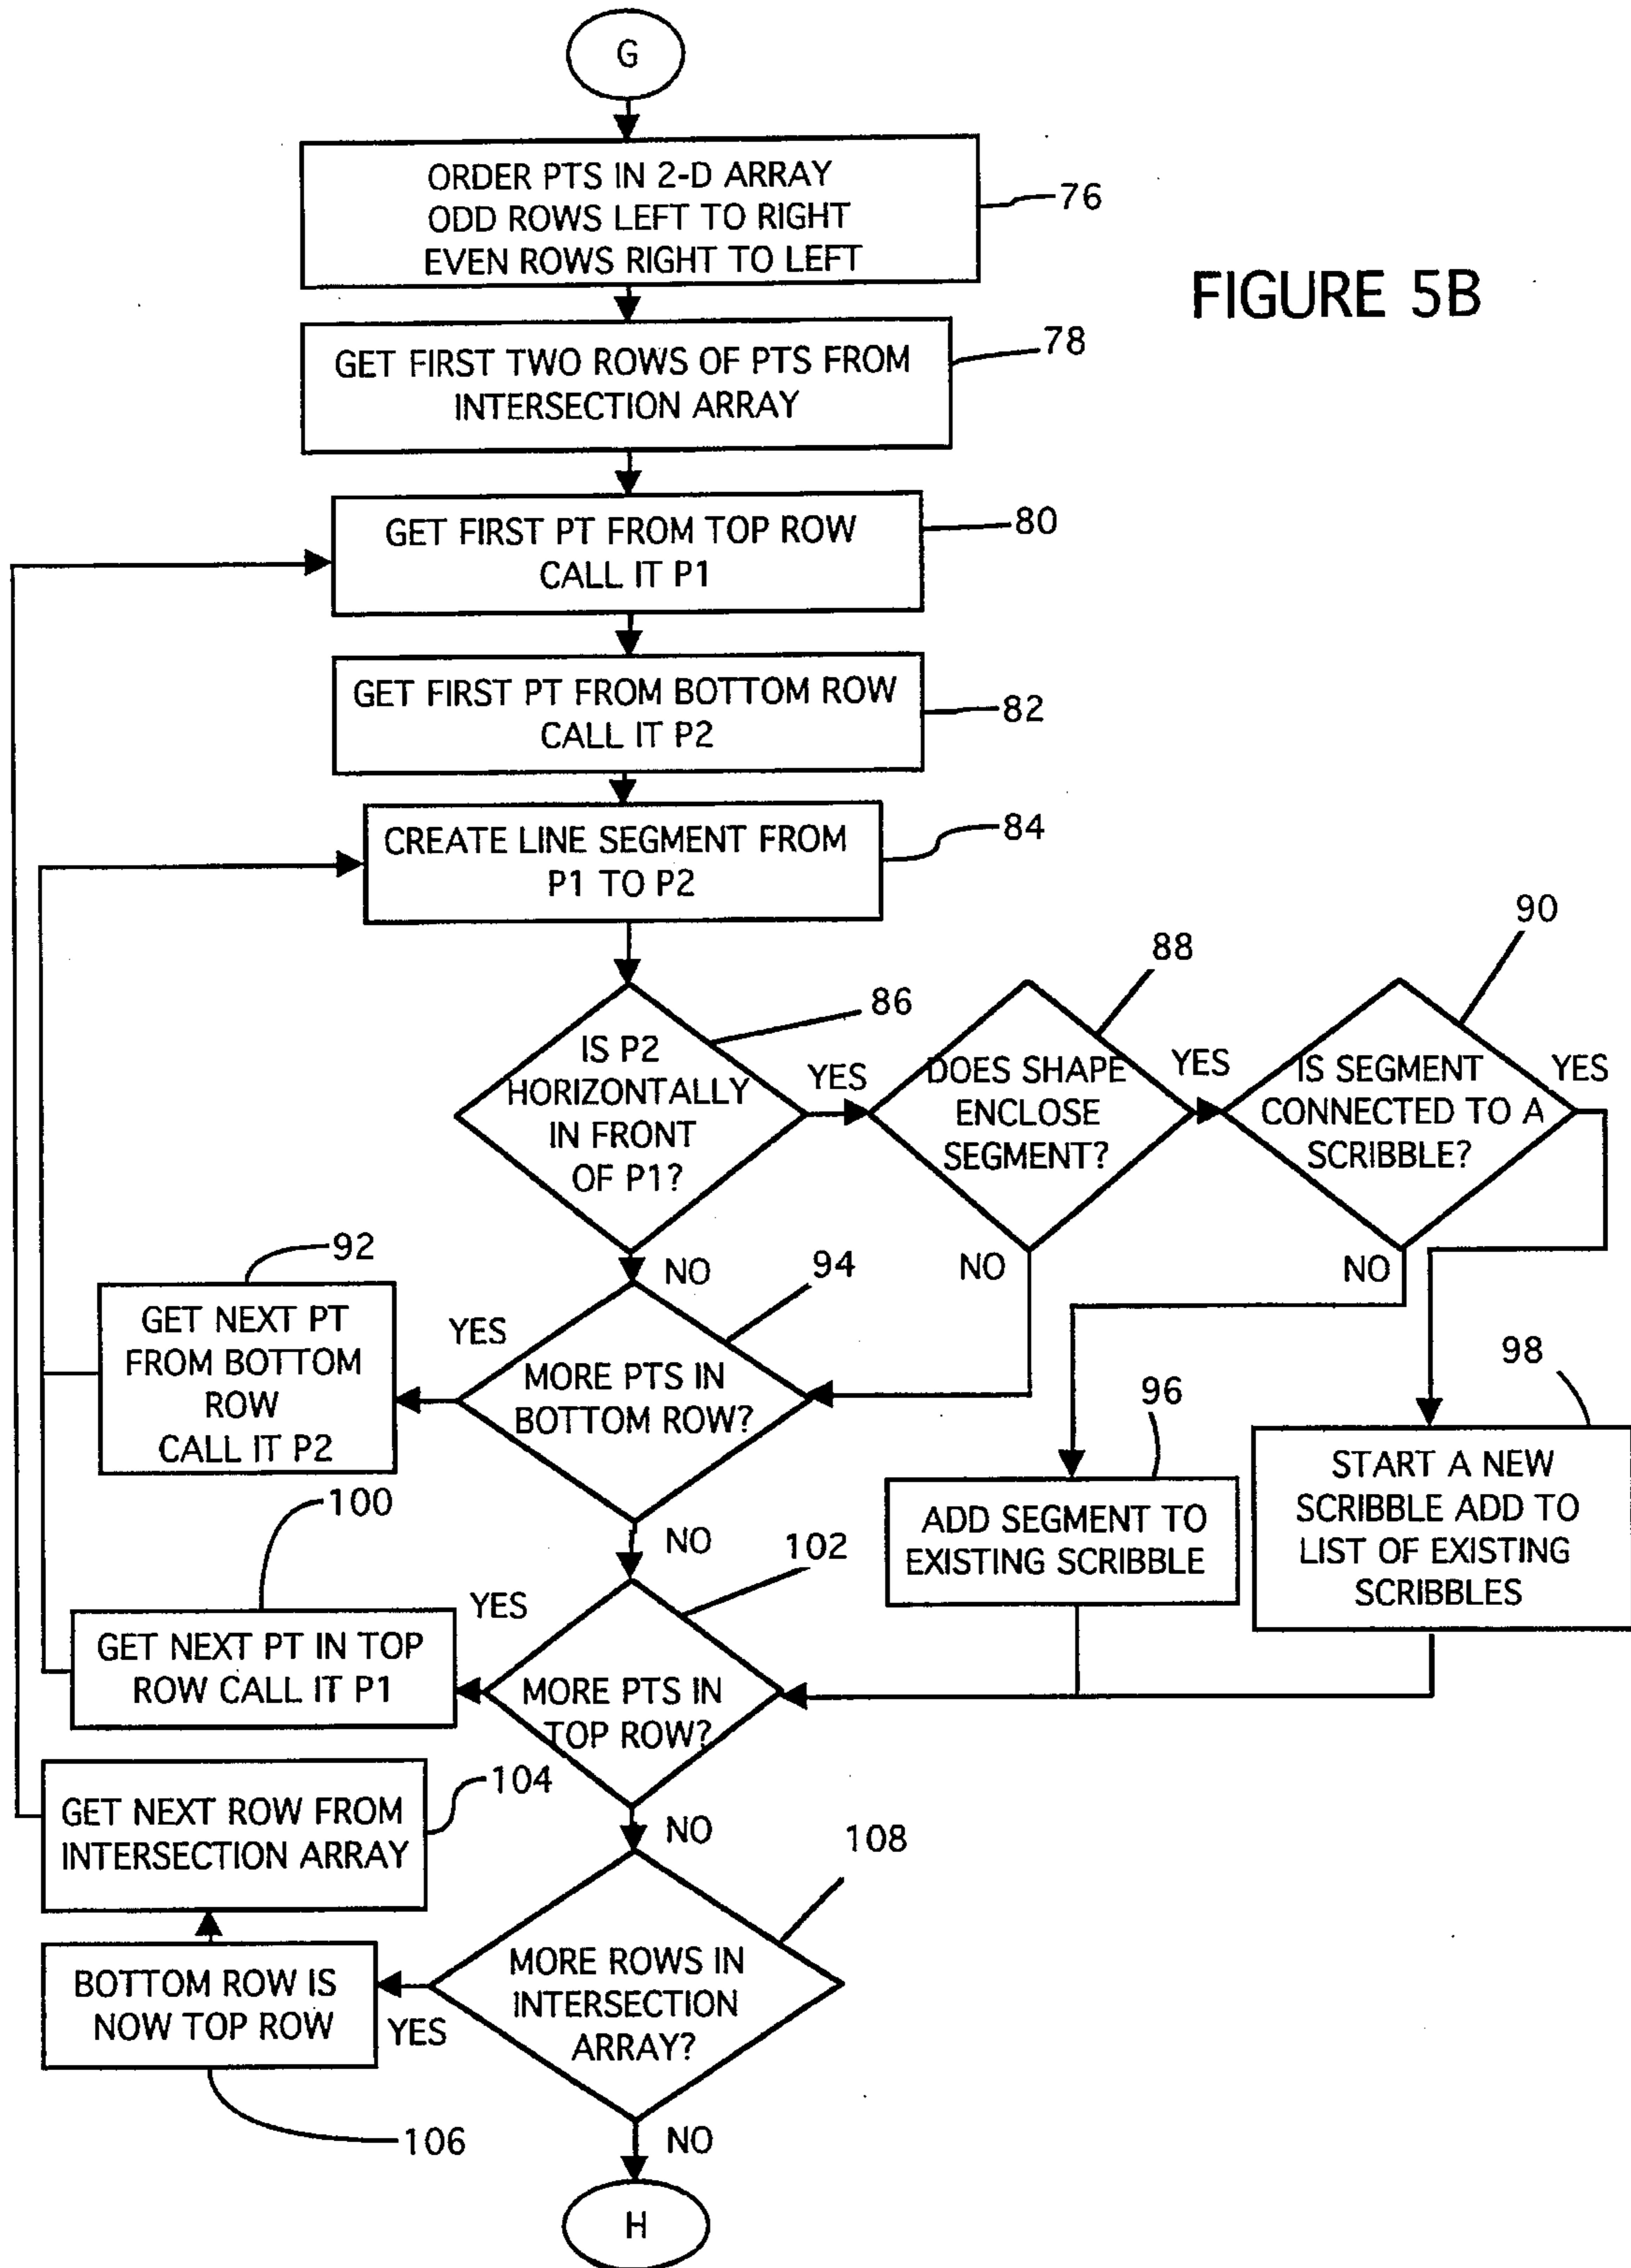 G
ORDER PTS IN 2-D ARRAY
ODD ROWS LEFT TO RIGHT
EVEN ROWS RIGHT TO LEFT
76
FIGURE 5B
GET FIRST TWO ROWS OF PTS FROM
INTERSECTION ARRAY
78
GET FIRST PT FROM TOP ROW
CALL IT P1
80
GET FIRST PT FROM BOTTOM ROW
CALL IT P2
82
CREATE LINE SEGMENT FROM
P1 TO P2
84
IS P2
HORIZONTALLY
IN FRONT
OF P1?
86
YES
NO
DOES SHAPE
ENCLOSE
SEGMENT?
88
YES
NO
IS SEGMENT
CONNECTED TO A
SCRIBBLE?
90
YES
NO
92
GET NEXT PT
FROM BOTTOM
ROW
CALL IT P2
YES
MORE PTS IN
BOTTOM ROW?
94
NO
96
ADD SEGMENT TO
EXISTING SCRIBBLE
98
START A NEW
SCRIBBLE ADD TO
LIST OF EXISTING
SCRIBBLES
100
GET NEXT PT IN TOP
ROW CALL IT P1
YES
MORE PTS IN
TOP ROW?
102
NO
GET NEXT ROW FROM
INTERSECTION ARRAY
104
BOTTOM ROW IS
NOW TOP ROW
106
YES
MORE ROWS IN
INTERSECTION
ARRAY?
108
NO
H